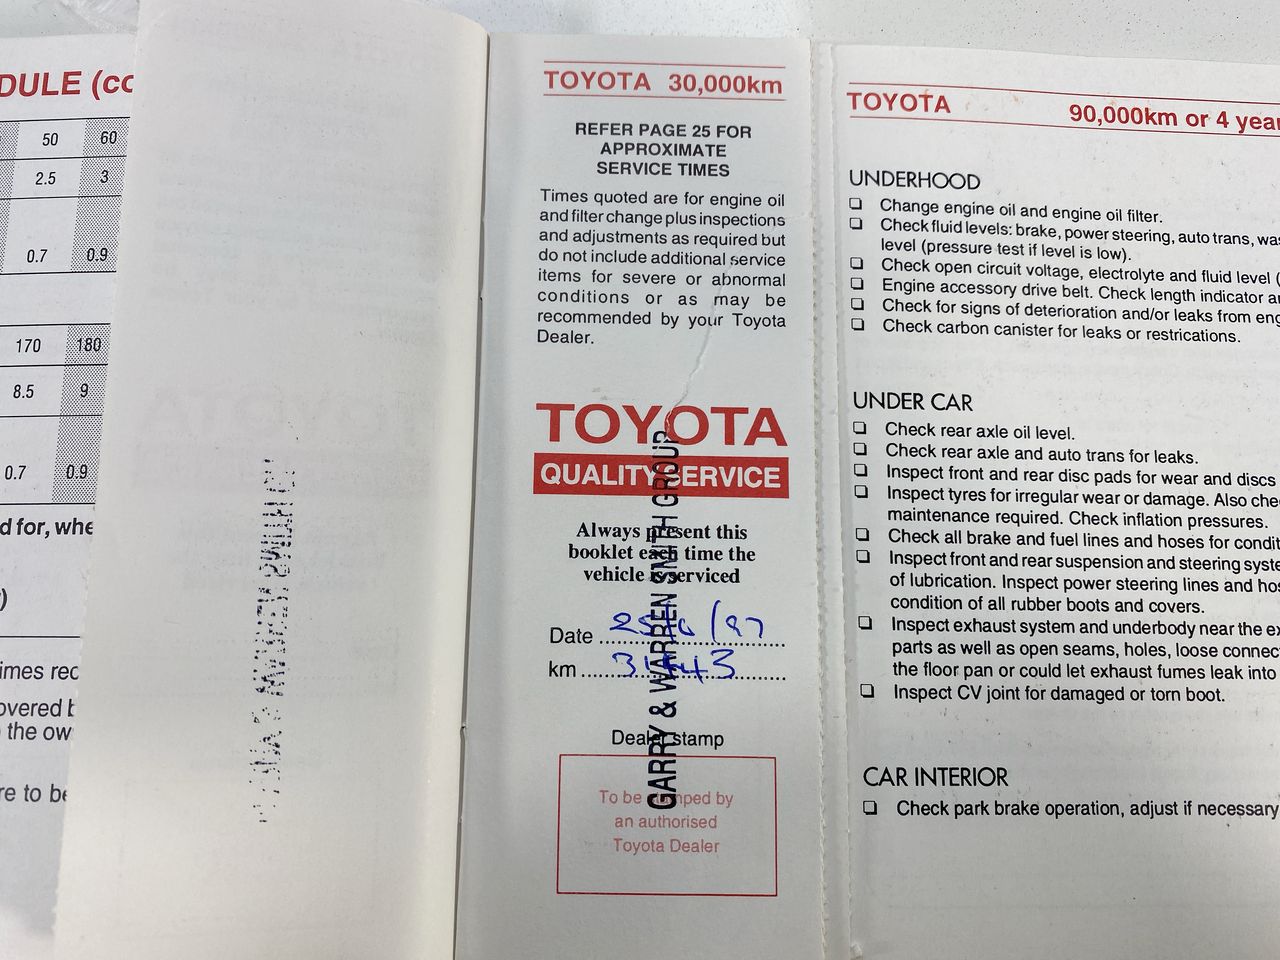 DULE (co
50 60
2.5 3
0.7 0.9
170 180
8.5 9
0.7 0.9
d for, whe
)
imes rec
overed b
the ow
re to be
TOYOTA 30,000km
REFER PAGE 25 FOR
APPROXIMATE
SERVICE TIMES
Times quoted are for engine oil
and filter change plus inspections
and adjustments as required but
do not include additional service
items for severe or abnormal
conditions or as may be
recommended by your Toyota
Dealer.
TOYOTA
QUALITY SERVICE
Always present this
booklet each time the
vehicle is serviced
Date
km
Dealer stamp
To be stamped by
an authorised
Toyota Dealer
GARRY & WARREN SMITH GROUP
TOYOTA 90,000km or 4 year
UNDERHOOD
❏ Change engine oil and engine oil filter.
❏ Check fluid levels: brake, power steering, auto trans, was
level (pressure test if level is low).
❏ Check open circuit voltage, electrolyte and fluid level (
❏ Engine accessory drive belt. Check length indicator an
❏ Check for signs of deterioration and/or leaks from eng
❏ Check carbon canister for leaks or restrications.
UNDER CAR
❏ Check rear axle oil level.
❏ Check rear axle and auto trans for leaks.
❏ Inspect front and rear disc pads for wear and discs
❏ Inspect tyres for irregular wear or damage. Also che
maintenance required. Check inflation pressures.
❏ Check all brake and fuel lines and hoses for condit
❏ Inspect front and rear suspension and steering syste
of lubrication. Inspect power steering lines and hos
condition of all rubber boots and covers.
❏ Inspect exhaust system and underbody near the ex
parts as well as open seams, holes, loose connec
the floor pan or could let exhaust fumes leak into
❏ Inspect CV joint for damaged or torn boot.
CAR INTERIOR
❏ Check park brake operation, adjust if necessary